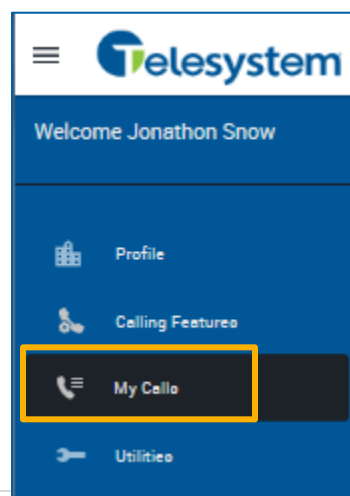 Telesystem
Welcome Jonathon Snow
Profile
Calling Features
My Calls
Utilities